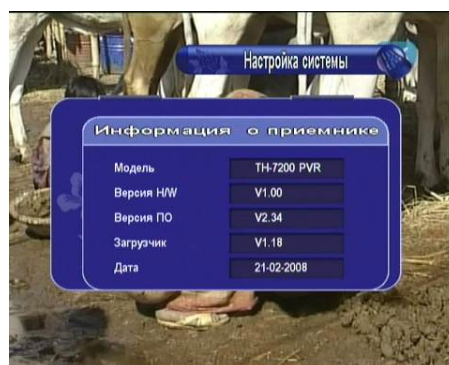 Настройка системы
Информация о приемнике
Модель TH-7200 PVR
Версия H/W V1.00
Версия ПО V2.34
Загрузчик V1.18
Дата 21-02-2008